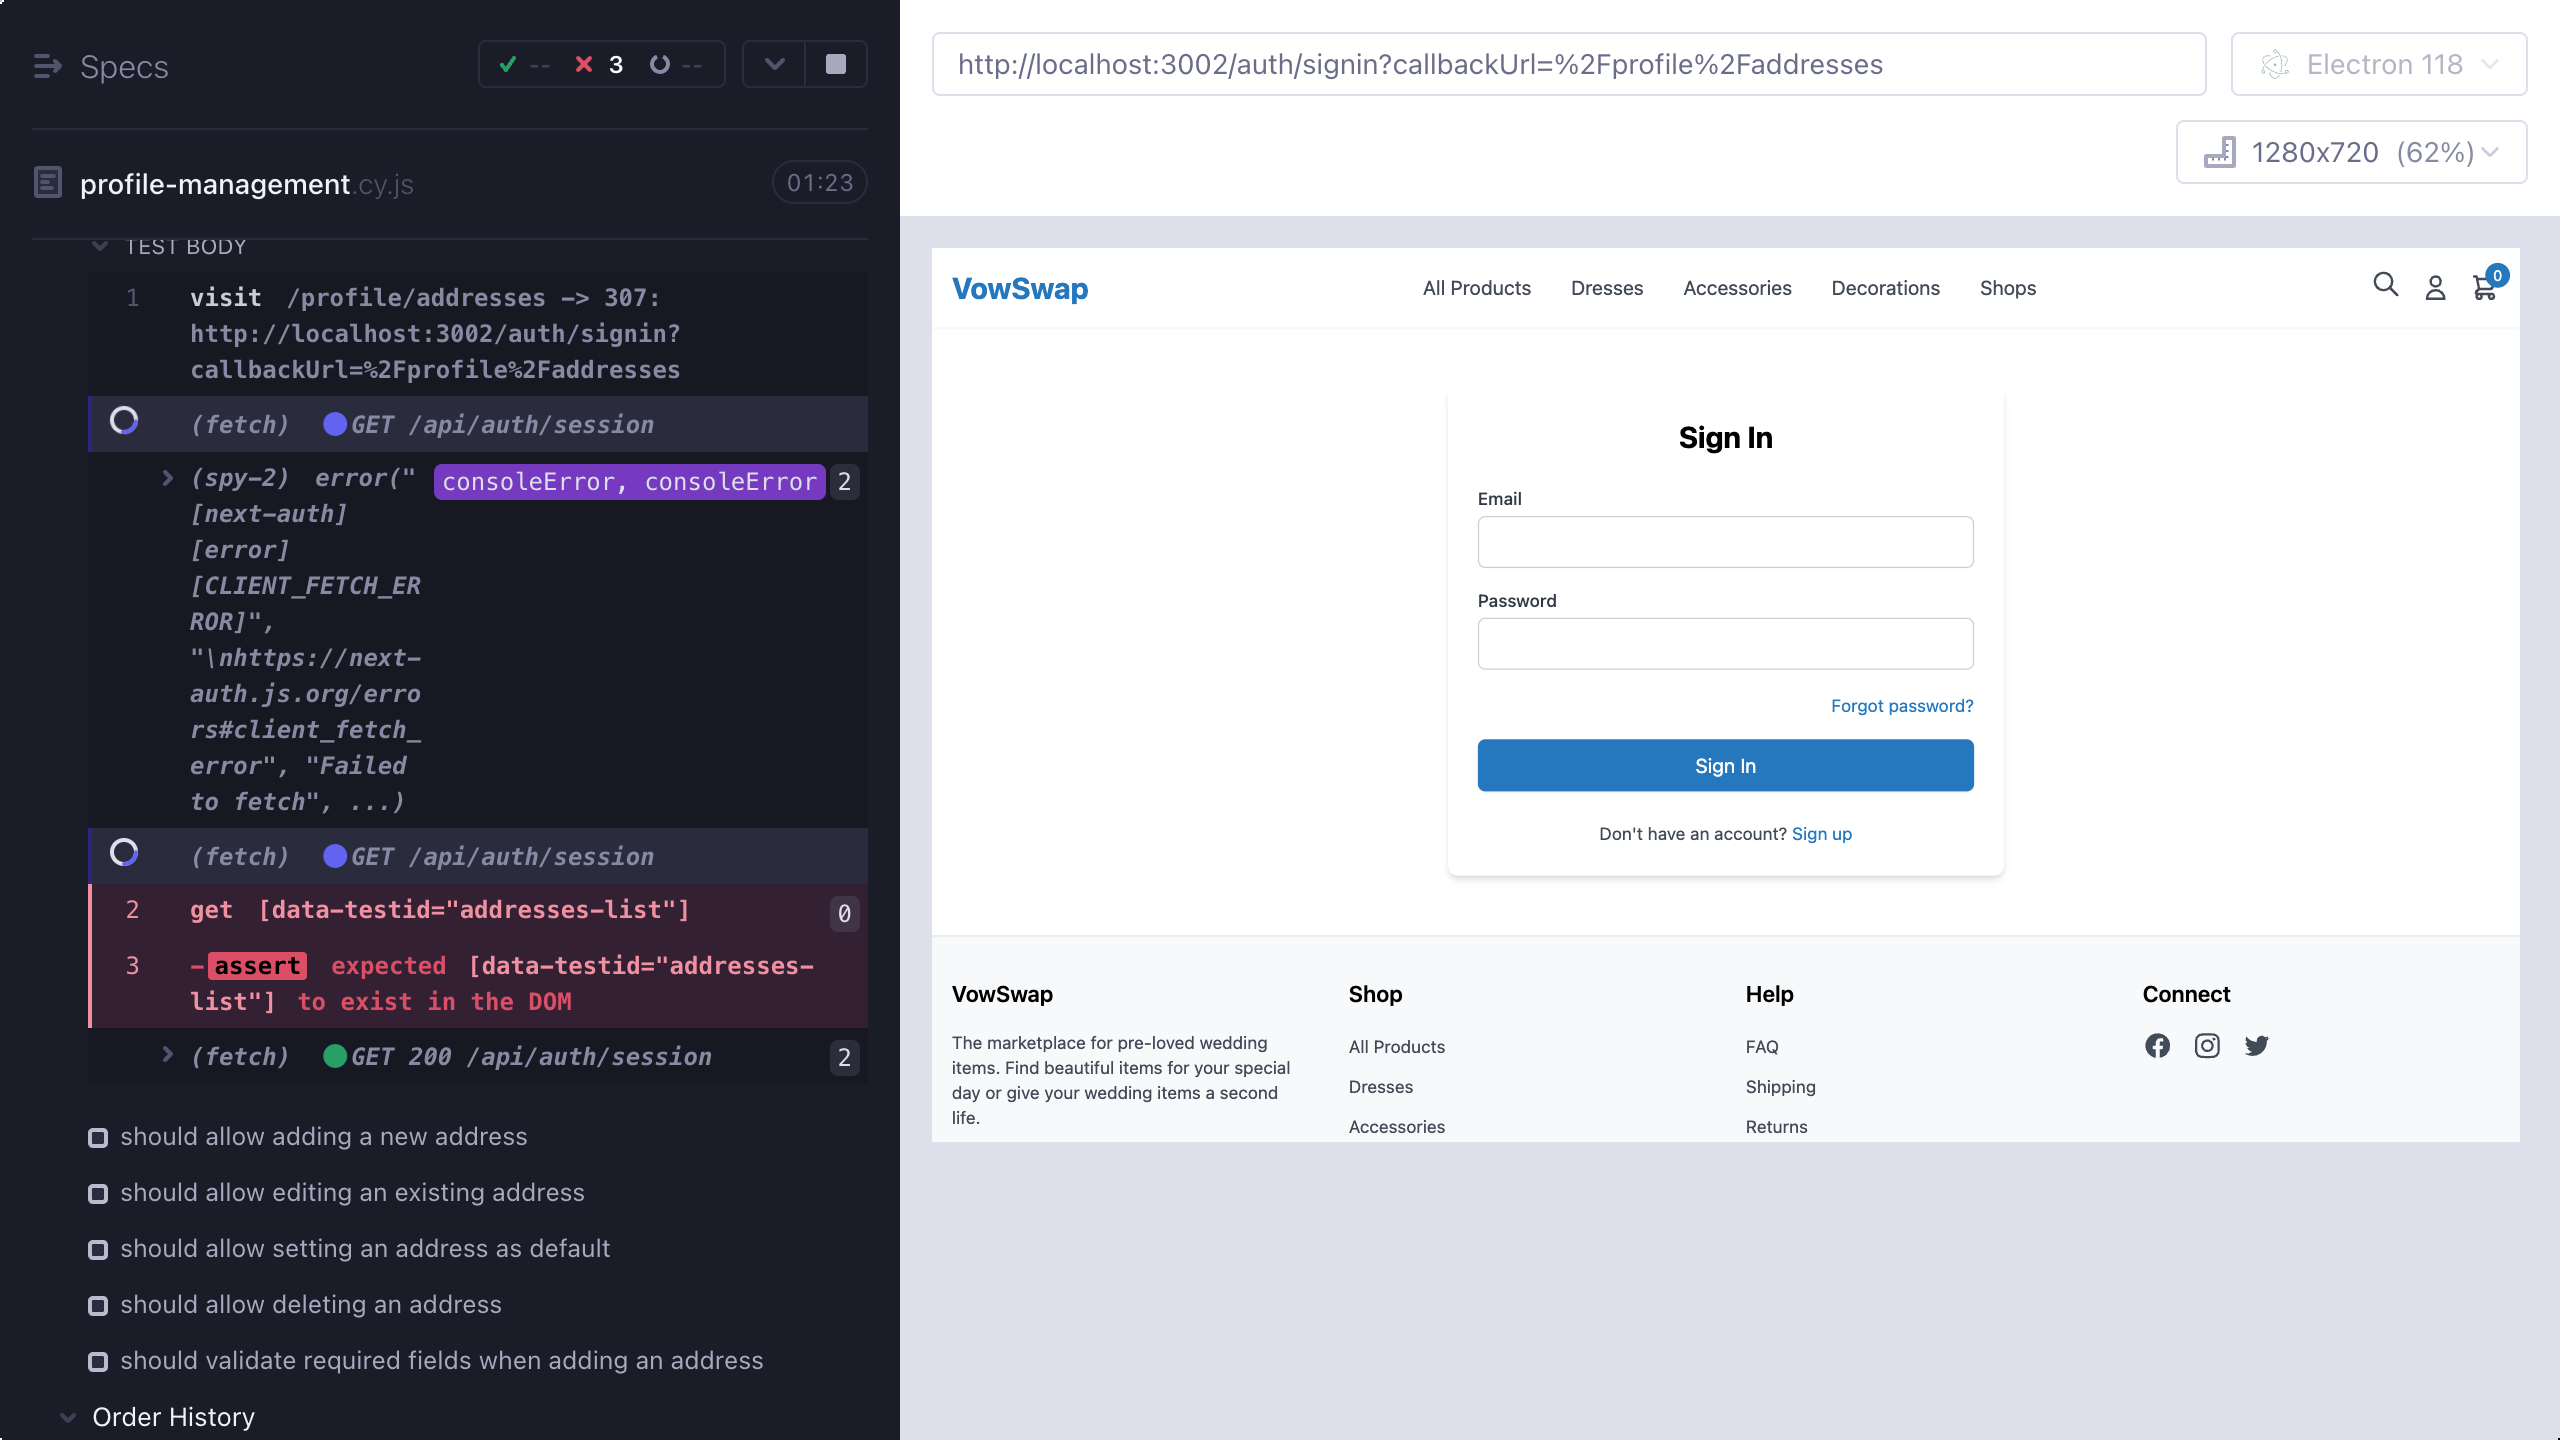 Specs
-- 3 --
profile-management.cy.js
01:23
TEST BODY
1 visit /profile/addresses -> 307:
http://localhost:3002/auth/signin?
callbackUrl=%2Fprofile%2Faddresses
(fetch) GET /api/auth/session
(spy-2) error(" consoleError, consoleError 2
[next-auth]
[error]
[CLIENT_FETCH_ER
ROR]",
"\nhttps://next-
auth.js.org/erro
rs#client_fetch_
error", "Failed
to fetch", ...)
(fetch) GET /api/auth/session
2 get [data-testid="addresses-list"] 0
3 -assert expected [data-testid="addresses-
list"] to exist in the DOM
(fetch) GET 200 /api/auth/session 2
should allow adding a new address
should allow editing an existing address
should allow setting an address as default
should allow deleting an address
should validate required fields when adding an address
Order History
http://localhost:3002/auth/signin?callbackUrl=%2Fprofile%2Faddresses
Electron 118
1280x720 (62%)
VowSwap
All Products Dresses Accessories Decorations Shops
0
Sign In
Email
Password
Forgot password?
Sign In
Don't have an account? Sign up
VowSwap
The marketplace for pre-loved wedding
items. Find beautiful items for your special
day or give your wedding items a second
life.
Shop
All Products
Dresses
Accessories
Help
FAQ
Shipping
Returns
Connect